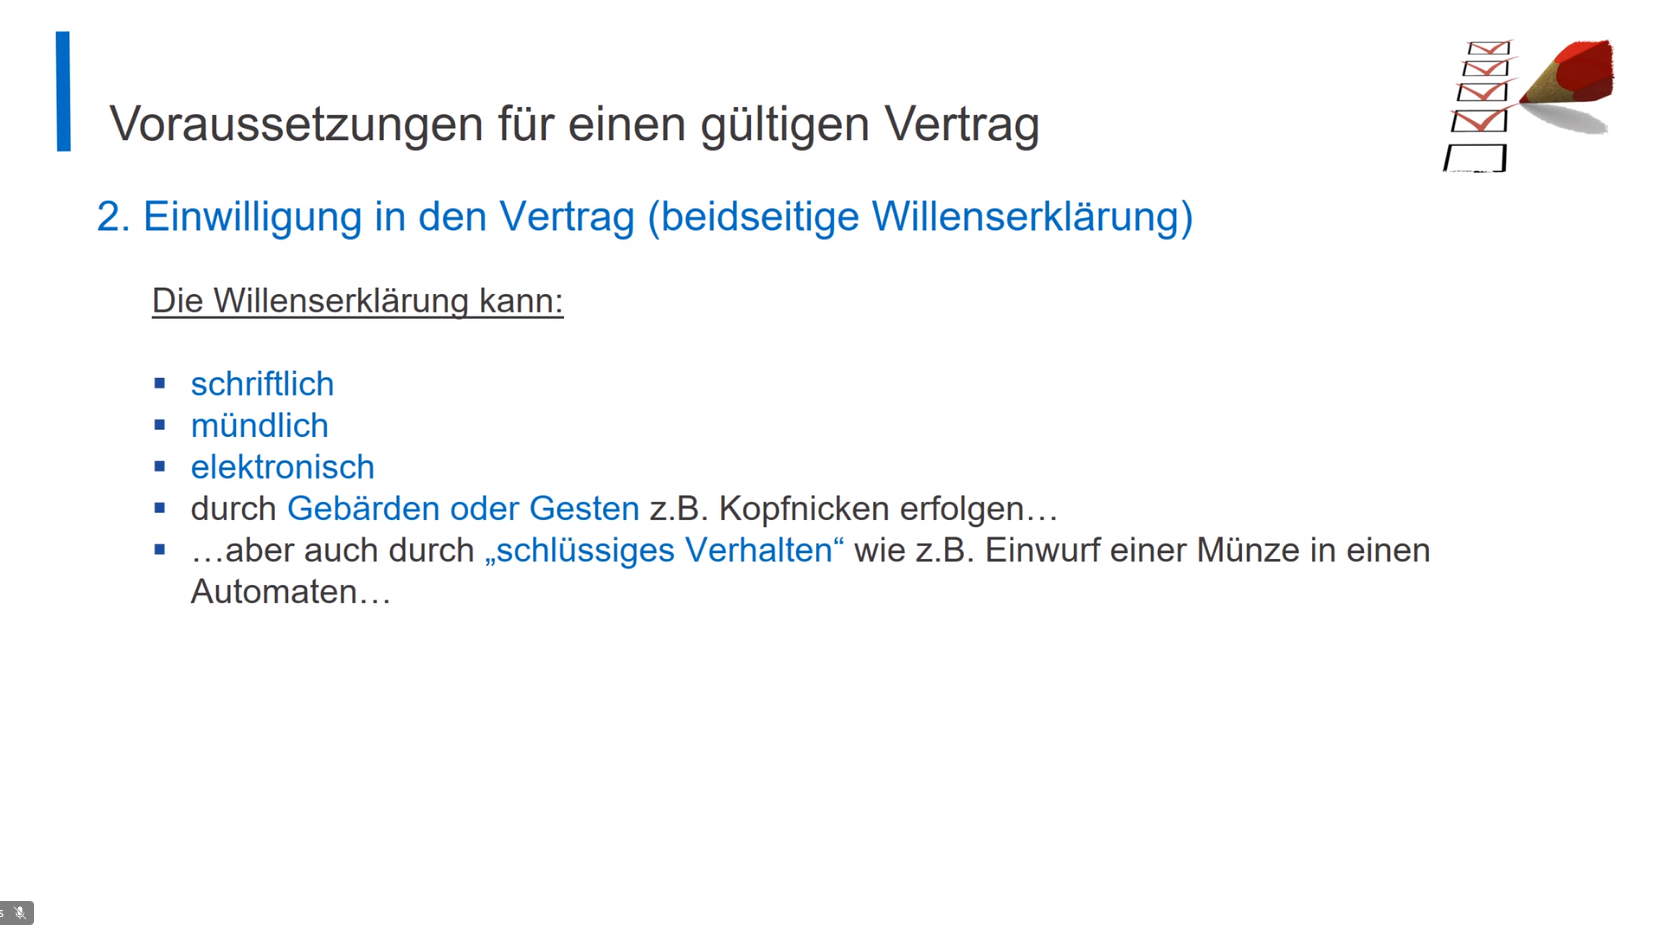 Voraussetzungen für einen gültigen Vertrag
2. Einwilligung in den Vertrag (beidseitige Willenserklärung)
Die Willenserklärung kann:
▪ schriftlich
▪ mündlich
▪ elektronisch
▪ durch Gebärden oder Gesten z.B. Kopfnicken erfolgen…
▪ …aber auch durch „schlüssiges Verhalten“ wie z.B. Einwurf einer Münze in einen
Automaten…
s